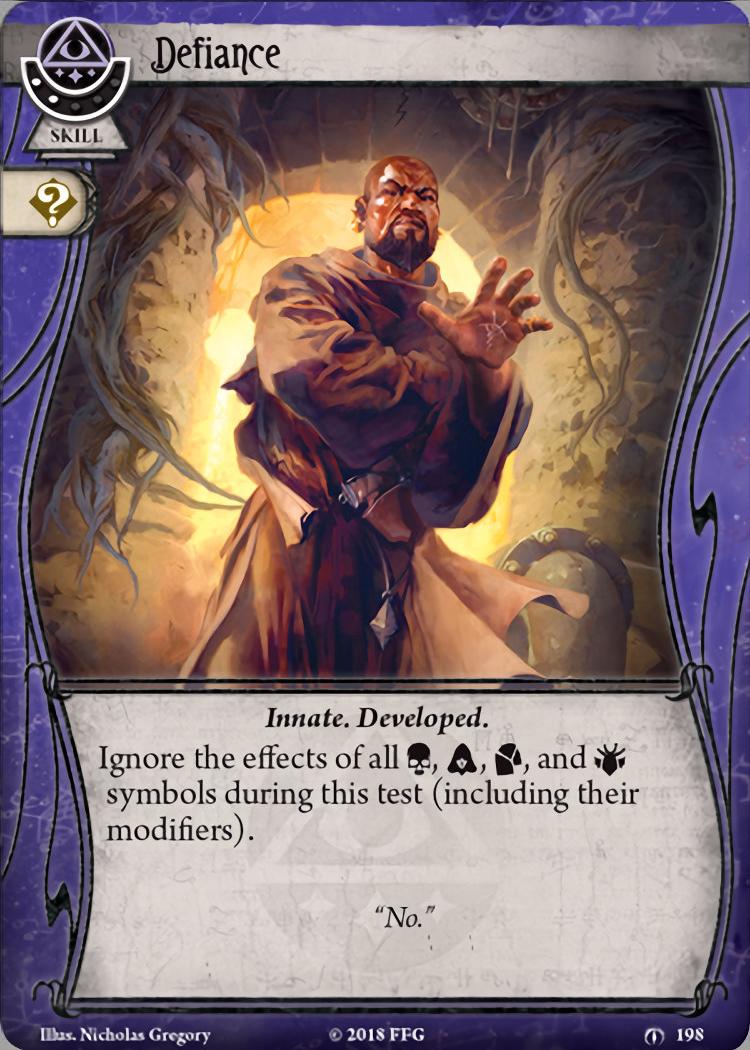 Defiance
SKILL
?
Innate. Developed.
Ignore the effects of all , , , and
symbols during this test (including their
modifiers).
“No.”
Illus. Nicholas Gregory © 2018 FFG 198